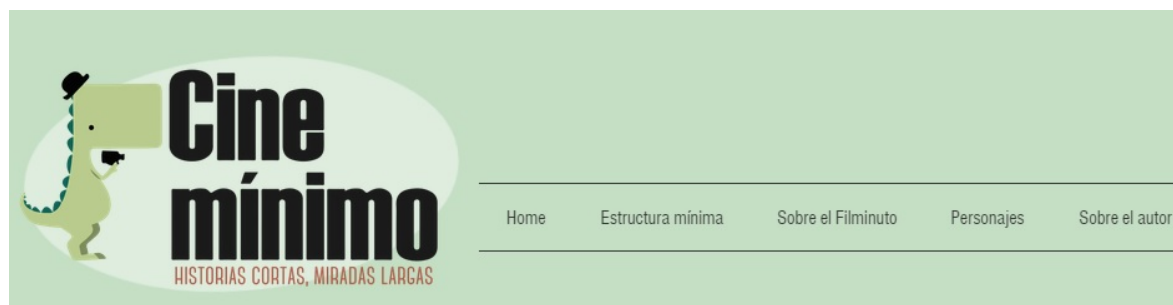 Cine
mínimo
HISTORIAS CORTAS, MIRADAS LARGAS
Home Estructura mínima Sobre el Filminuto Personajes Sobre el autor